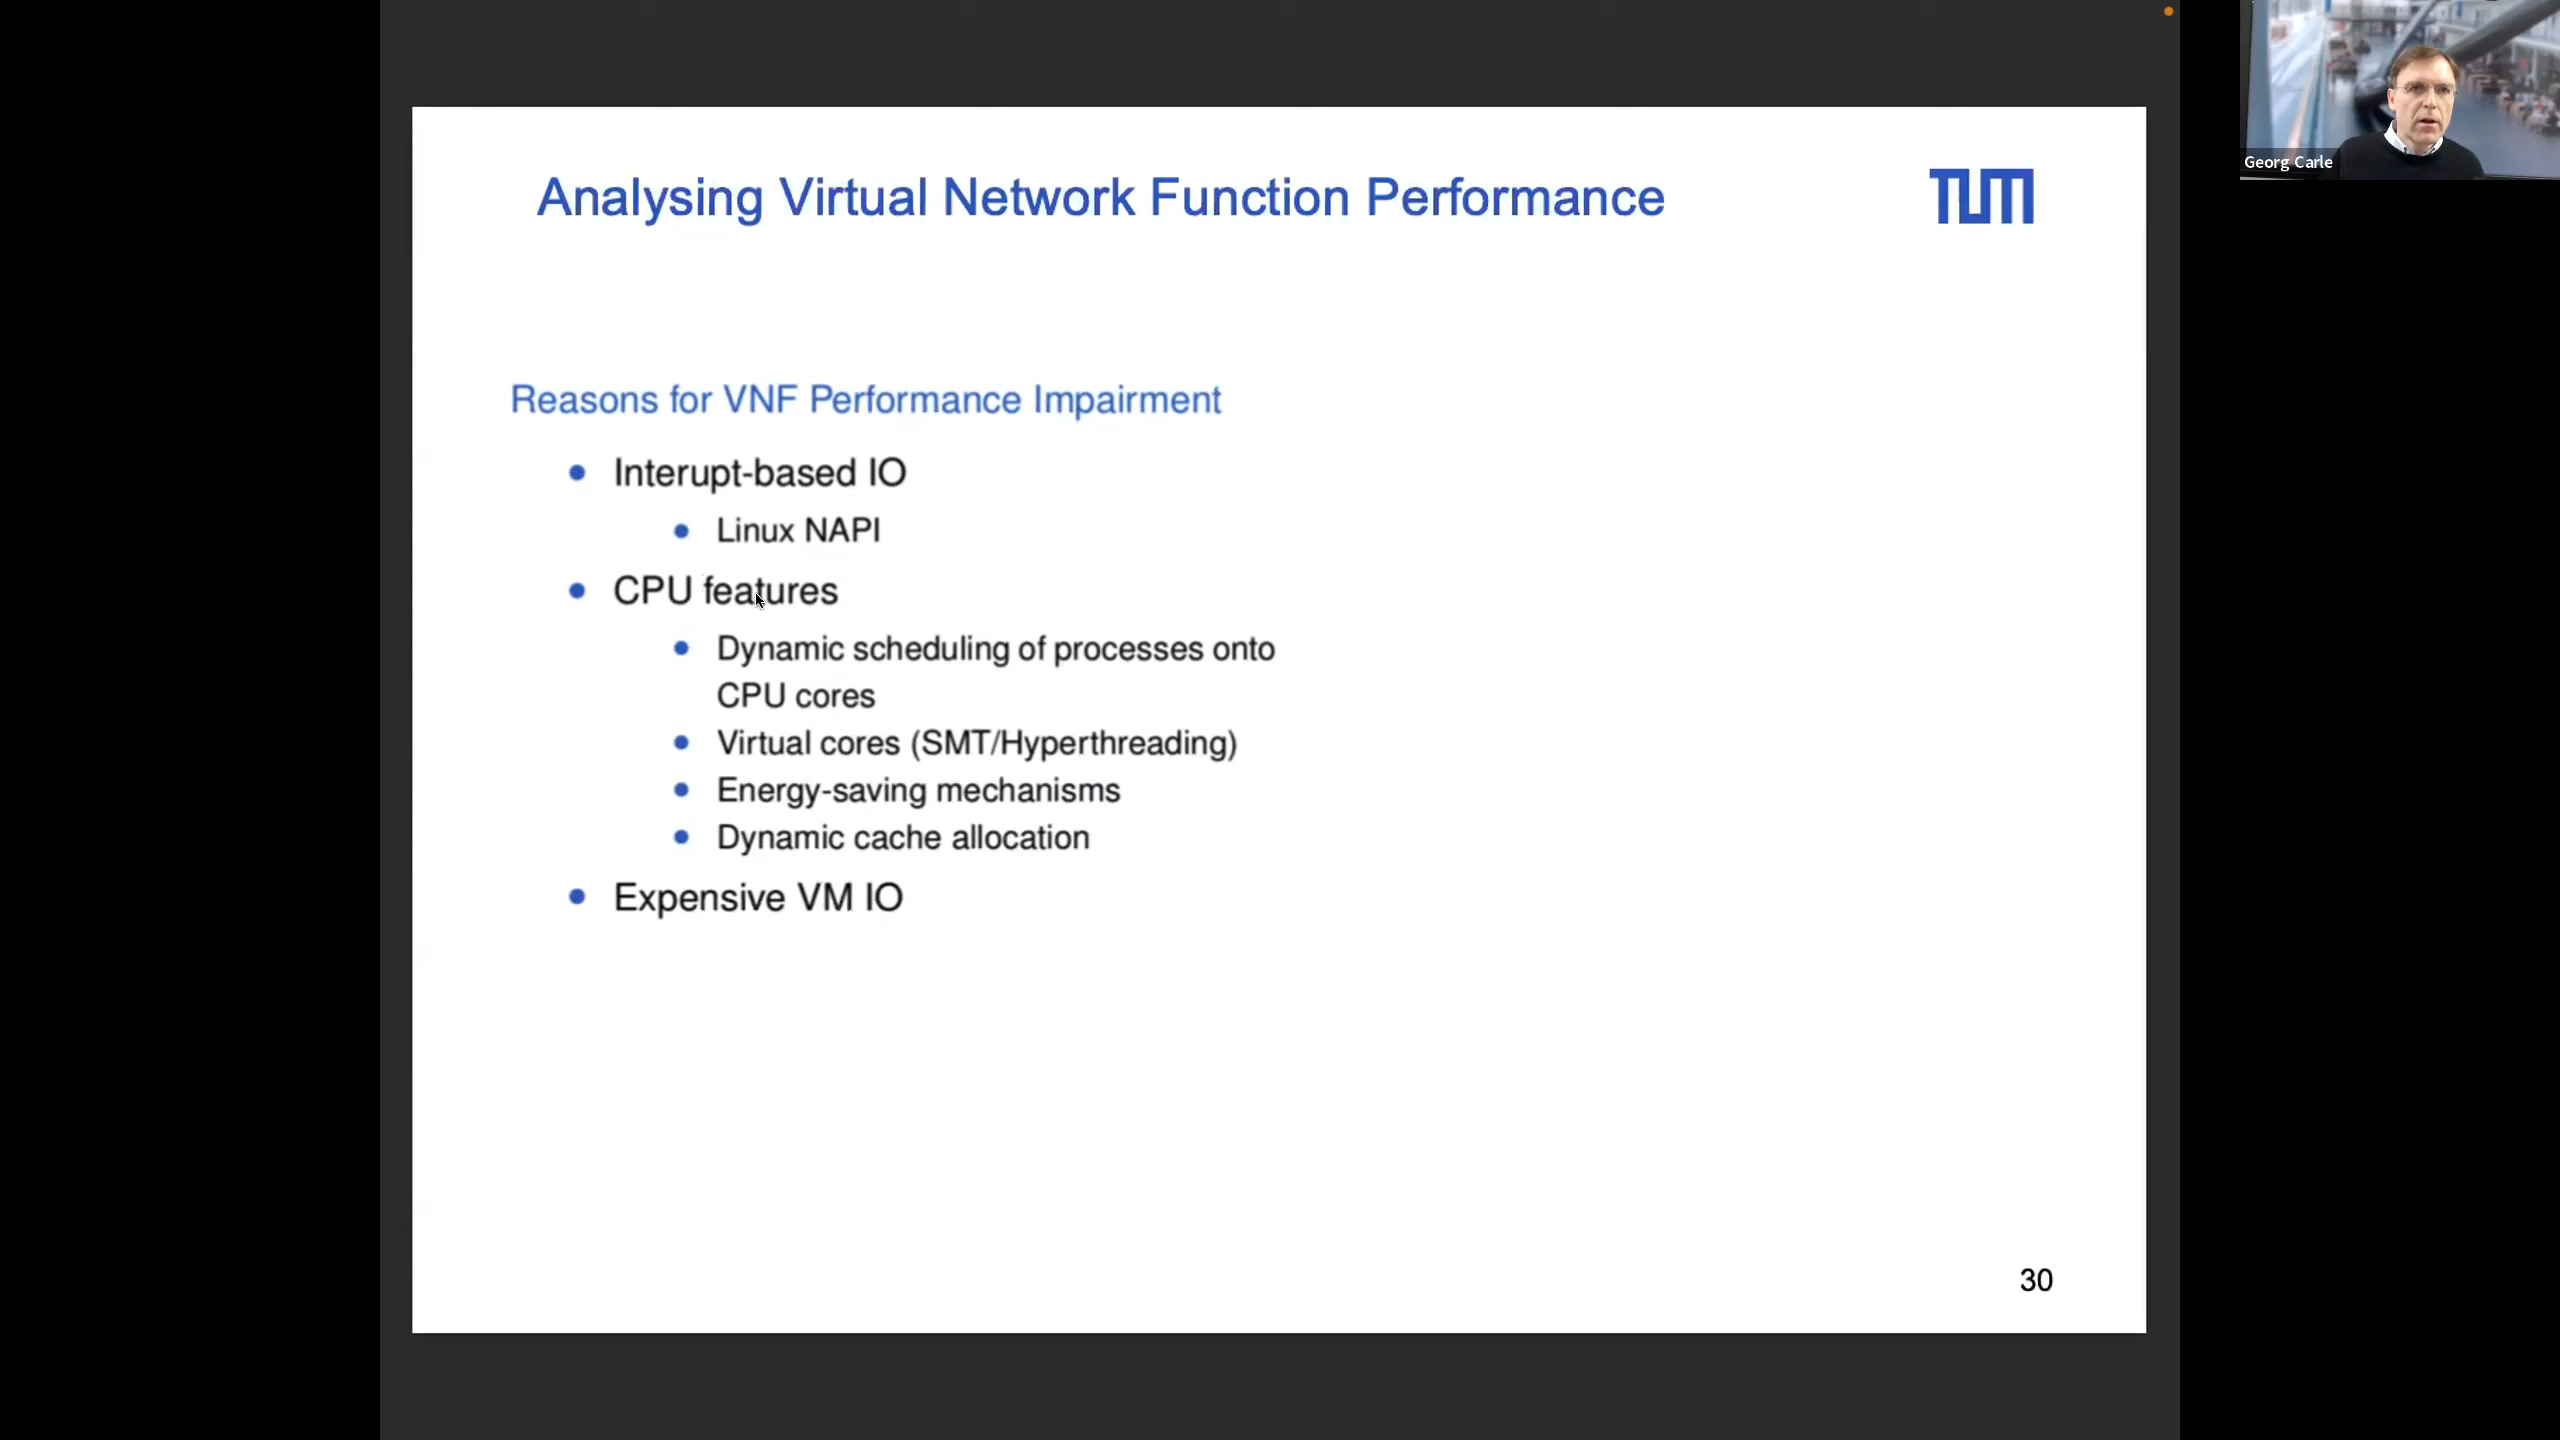 Analysing Virtual Network Function Performance
TUM
Georg Carle
Reasons for VNF Performance Impairment
Interupt-based IO
Linux NAPI
CPU features
Dynamic scheduling of processes onto
CPU cores
Virtual cores (SMT/Hyperthreading)
Energy-saving mechanisms
Dynamic cache allocation
Expensive VM IO
30